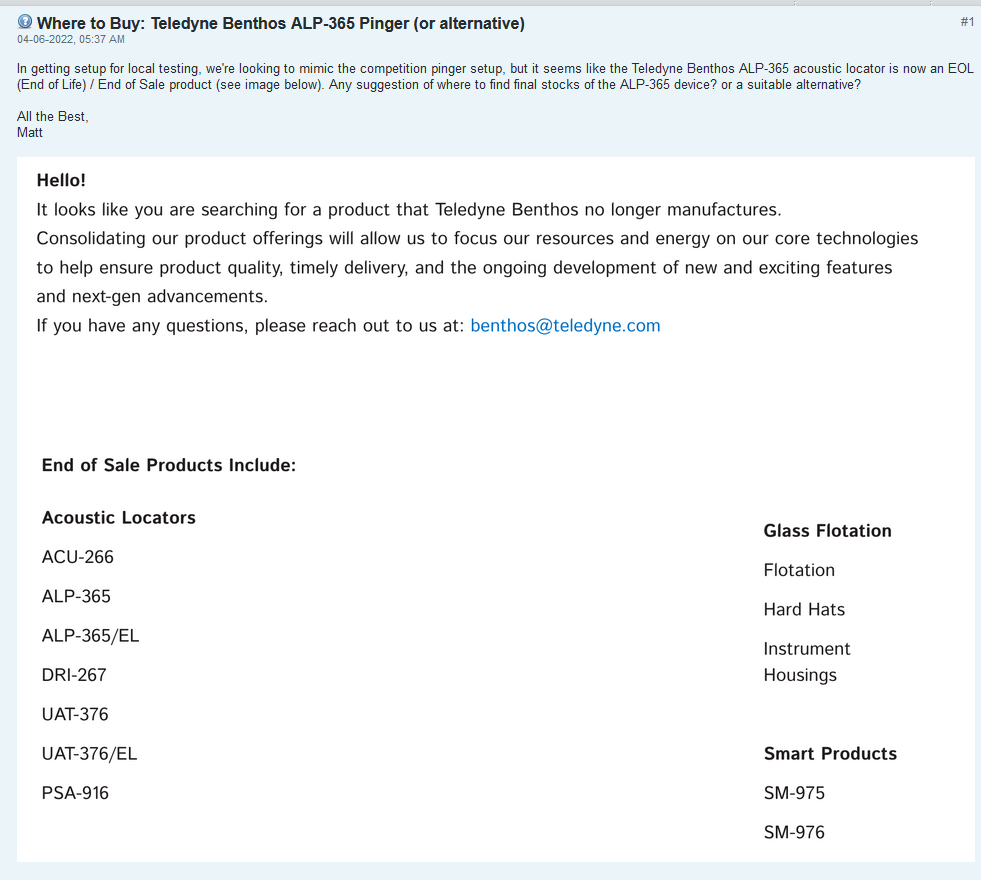 Where to Buy: Teledyne Benthos ALP-365 Pinger (or alternative)
#1
04-06-2022, 05:37 AM
In getting setup for local testing, we're looking to mimic the competition pinger setup, but it seems like the Teledyne Benthos ALP-365 acoustic locator is now an EOL
(End of Life) / End of Sale product (see image below). Any suggestion of where to find final stocks of the ALP-365 device? or a suitable alternative?
All the Best,
Matt
Hello!
It looks like you are searching for a product that Teledyne Benthos no longer manufactures.
Consolidating our product offerings will allow us to focus our resources and energy on our core technologies
to help ensure product quality, timely delivery, and the ongoing development of new and exciting features
and next-gen advancements.
If you have any questions, please reach out to us at: benthos@teledyne.com
End of Sale Products Include:
Acoustic Locators
ACU-266
ALP-365
ALP-365/EL
DRI-267
UAT-376
UAT-376/EL
PSA-916
Glass Flotation
Flotation
Hard Hats
Instrument
Housings
Smart Products
SM-975
SM-976